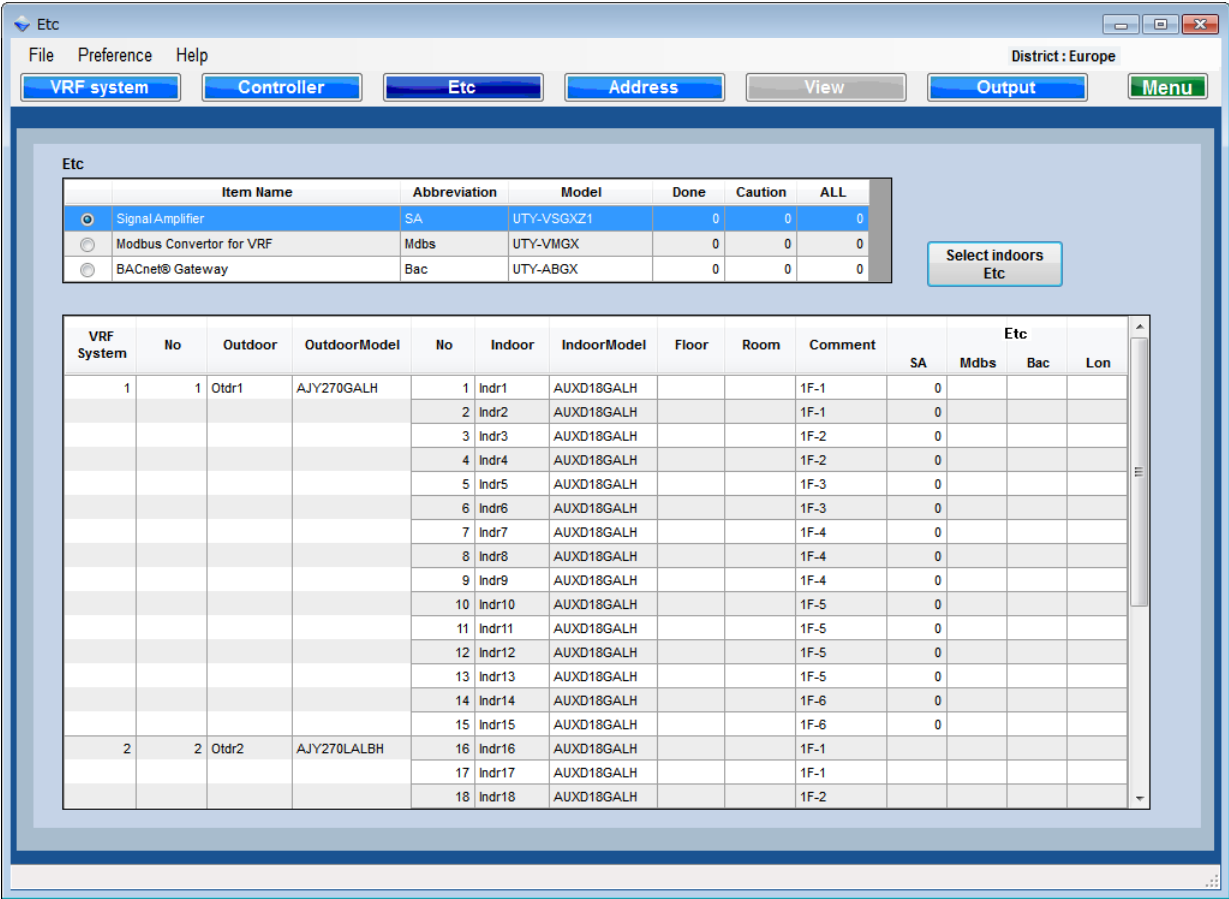 Etc
File Preference Help District : Europe
VRF system Controller Etc Address View Output Menu
Etc
Item Name Abbreviation Model Done Caution ALL
Signal Amplifier SA UTY-VSGXZ1 0 0 0
Modbus Convertor for VRF Mdbs UTY-VMGX 0 0 0
BACnet® Gateway Bac UTY-ABGX 0 0 0
Select indoors
Etc
VRF System No Outdoor OutdoorModel No Indoor IndoorModel Floor Room Comment Etc
SA Mdbs Bac Lon
1 1 Otdr1 AJY270GALH 1 Indr1 AUXD18GALH 1F-1 0
2 Indr2 AUXD18GALH 1F-1 0
3 Indr3 AUXD18GALH 1F-2 0
4 Indr4 AUXD18GALH 1F-2 0
5 Indr5 AUXD18GALH 1F-3 0
6 Indr6 AUXD18GALH 1F-3 0
7 Indr7 AUXD18GALH 1F-4 0
8 Indr8 AUXD18GALH 1F-4 0
9 Indr9 AUXD18GALH 1F-4 0
10 Indr10 AUXD18GALH 1F-5 0
11 Indr11 AUXD18GALH 1F-5 0
12 Indr12 AUXD18GALH 1F-5 0
13 Indr13 AUXD18GALH 1F-5 0
14 Indr14 AUXD18GALH 1F-6 0
15 Indr15 AUXD18GALH 1F-6 0
2 2 Otdr2 AJY270LALBH 16 Indr16 AUXD18GALH 1F-1
17 Indr17 AUXD18GALH 1F-1
18 Indr18 AUXD18GALH 1F-2